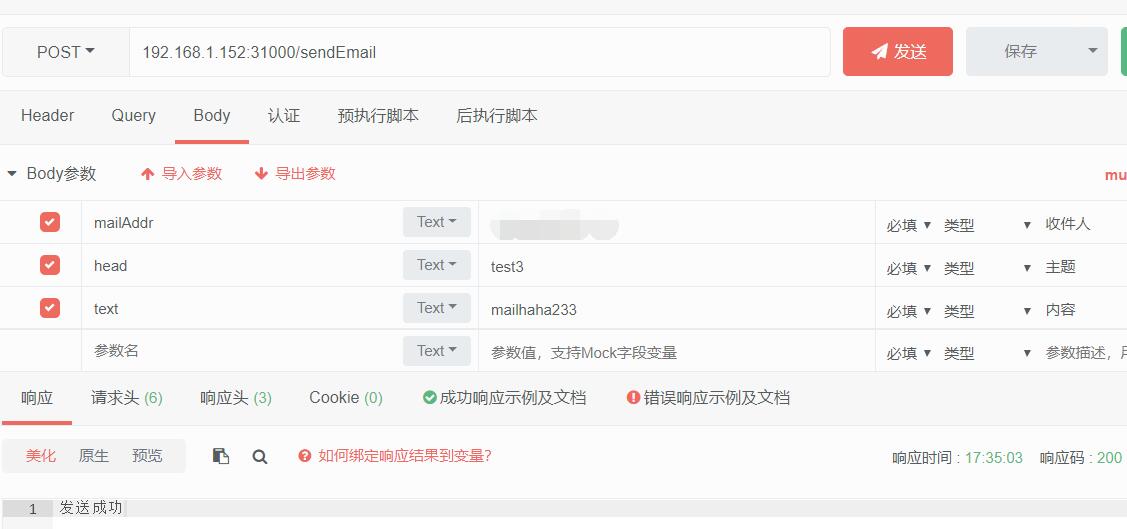 POST 192.168.1.152:31000/sendEmail 发送 保存
Header Query Body 认证 预执行脚本 后执行脚本
Body参数 导入参数 导出参数 mu
mailAddr Text 必填 类型 收件人
head Text test3 必填 类型 主题
text Text mailhaha233 必填 类型 内容
参数名 Text 参数值，支持Mock字段变量 必填 类型 参数描述，
响应 请求头 (6) 响应头 (3) Cookie (0) 成功响应示例及文档 错误响应示例及文档
美化 原生 预览 如何绑定响应结果到变量? 响应时间 : 17:35:03 响应码 : 200
1 发送成功